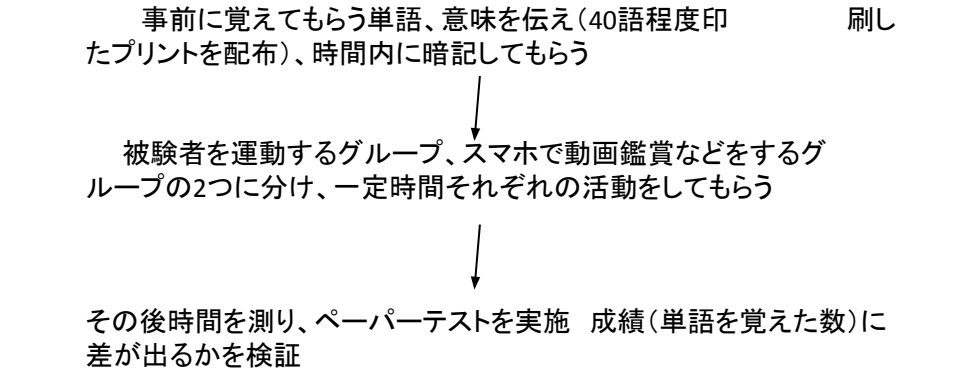 事前に覚えてもらう単語、意味を伝え（40語程度印　　　　刷し
たプリントを配布）、時間内に暗記してもらう
被験者を運動するグループ、スマホで動画鑑賞などをするグ
ループの2つに分け、一定時間それぞれの活動をしてもらう
その後時間を測り、ペーパーテストを実施　成績（単語を覚えた数）に
差が出るかを検証